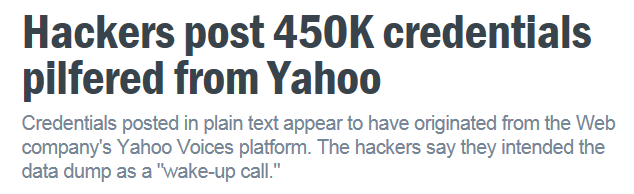 Hackers post 450K credentials
pilfered from Yahoo
Credentials posted in plain text appear to have originated from the Web
company's Yahoo Voices platform. The hackers say they intended the
data dump as a "wake-up call."